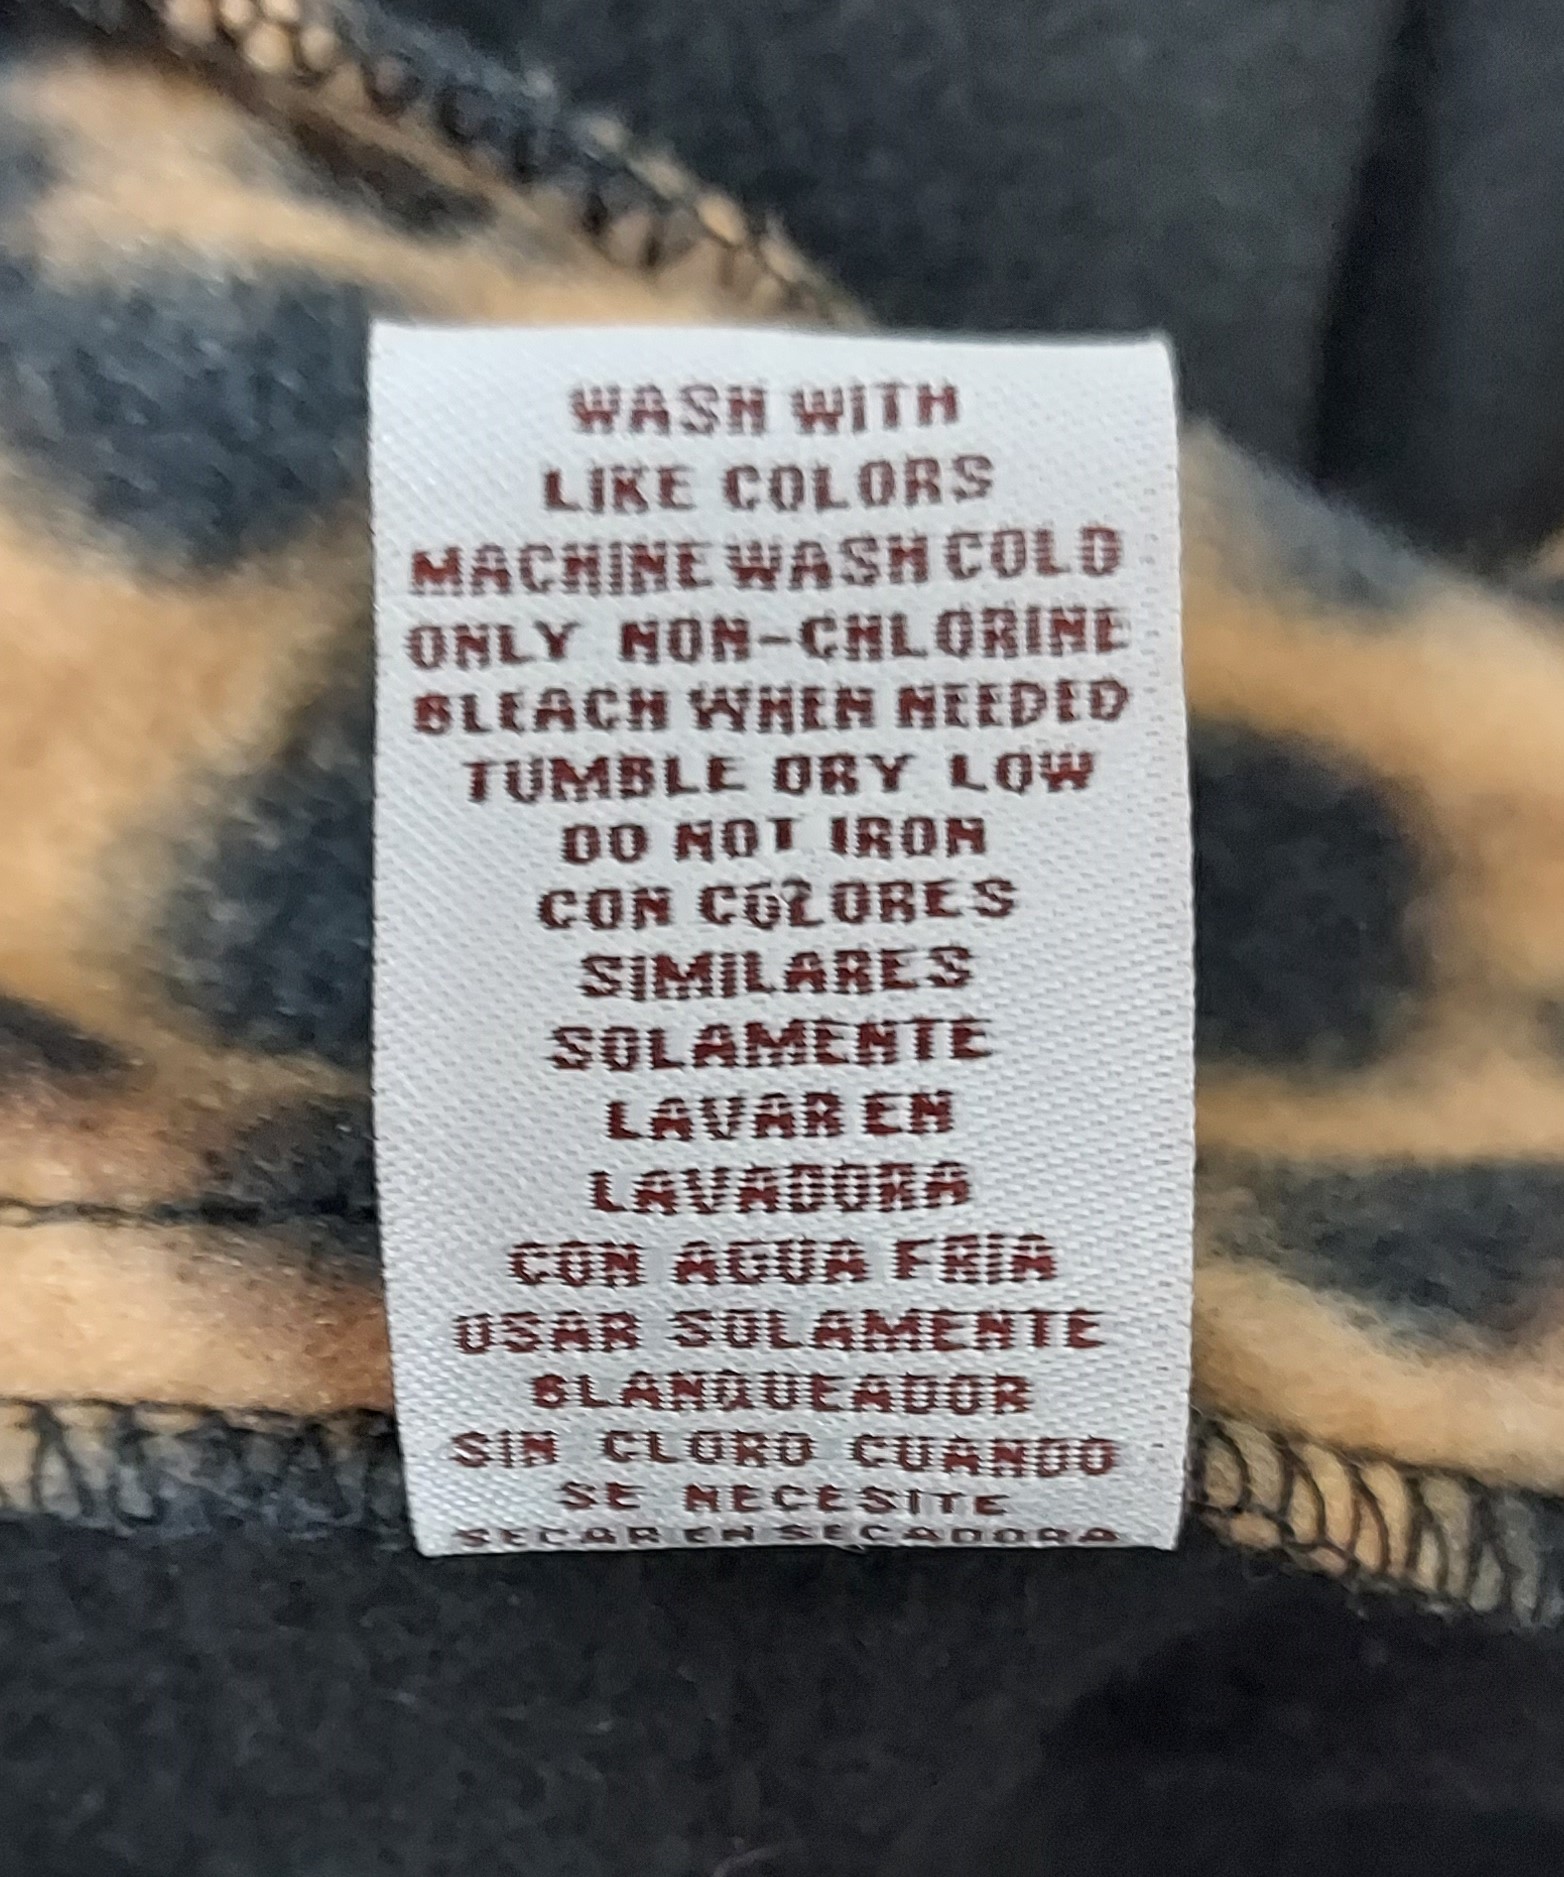 WASH WITH
LIKE COLORS
MACHINE WASH COLD
ONLY NON-CHLORINE
BLEACH WHEN NEEDED
TUMBLE DRY LOW
DO NOT IRON
CON COLORES
SIMILARES
SOLAMENTE
LAVAR EN
LAVADORA
CON AGUA FRIA
USAR SOLAMENTE
BLANQUEADOR
SIN CLORO CUANDO
SE NECESITE
SECAR EN SECADORA